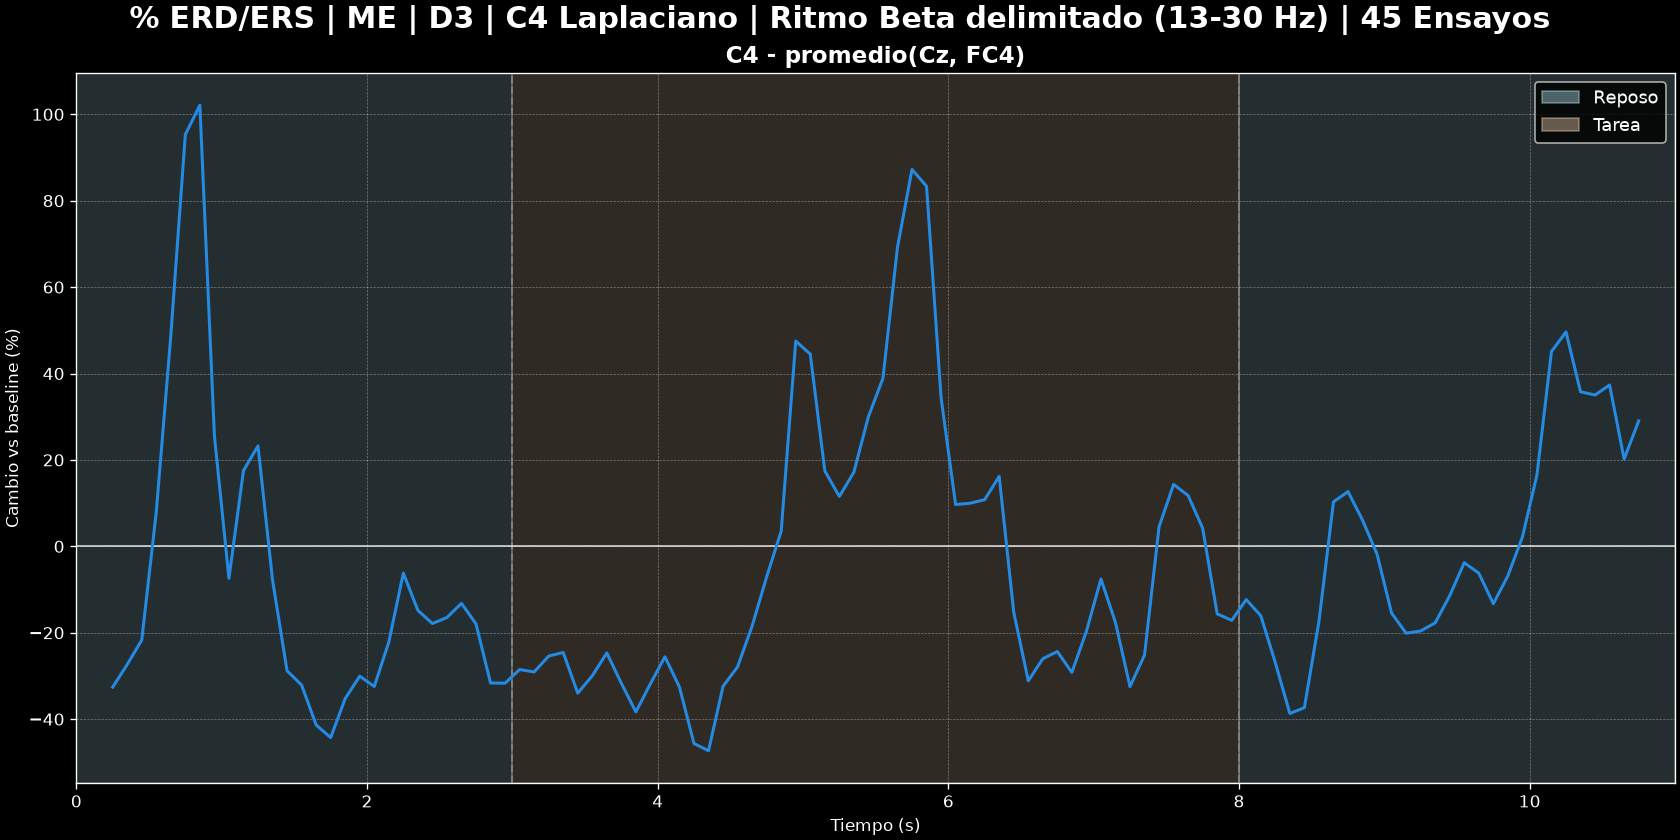 % ERD/ERS | ME | D3 | C4 Laplaciano | Ritmo Beta delimitado (13-30 Hz) | 45 Ensayos
C4 - promedio(Cz, FC4)
Reposo
Tarea
Cambio vs baseline (%)
100
80
60
40
20
0
−20
−40
0 2 4 6 8 10
Tiempo (s)